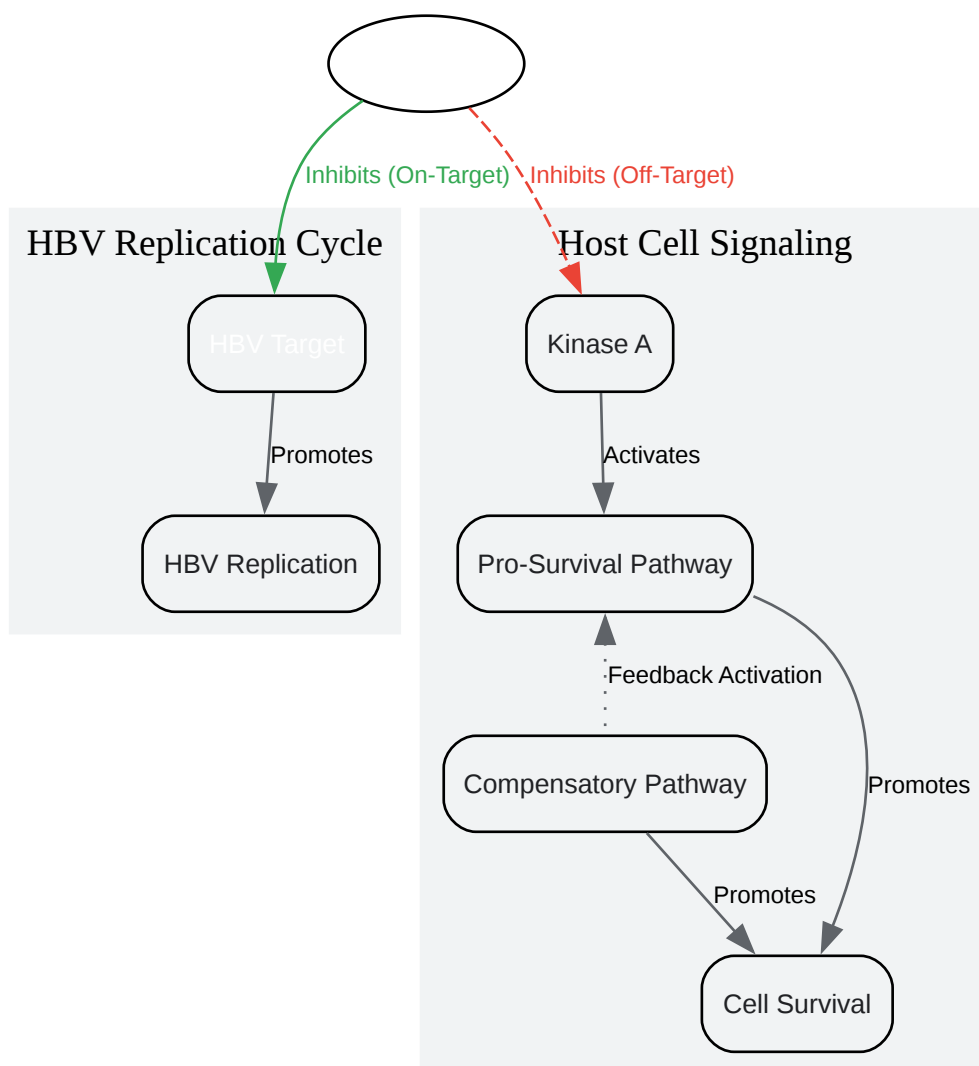 Inhibits (On-Target)
Inhibits (Off-Target)
HBV Replication Cycle
Host Cell Signaling
HBV Target
Kinase A
Promotes
Activates
HBV Replication
Pro-Survival Pathway
Feedback Activation
Compensatory Pathway
Promotes
Promotes
Cell Survival